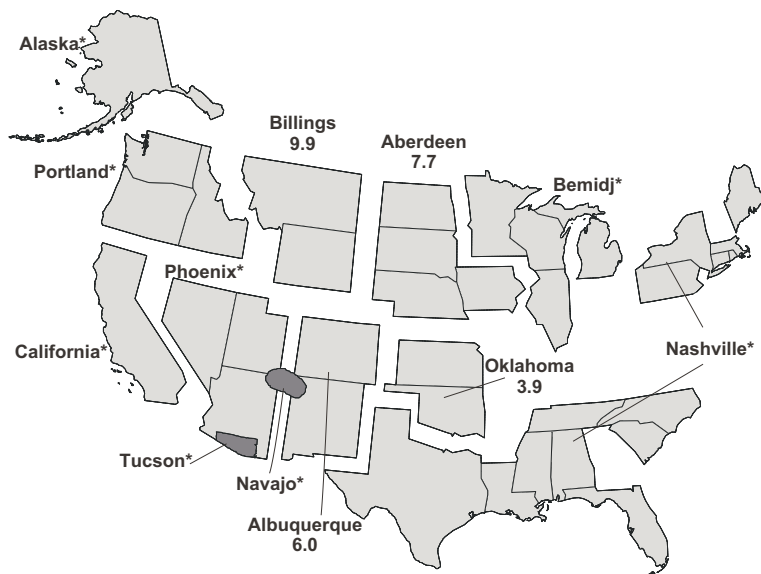 Alaska*
Billings
9.9
Aberdeen
7.7
Portland*
Bemidj*
Phoenix*
California*
Nashville*
Oklahoma
3.9
Tucson*
Navajo*
Albuquerque
6.0